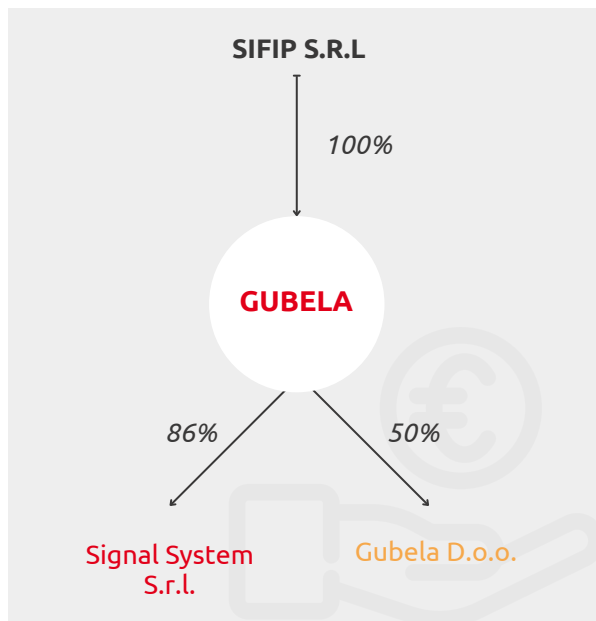 SIFIP S.R.L
100%
GUBELA
86%
50%
Signal System
S.r.l.
Gubela D.o.o.